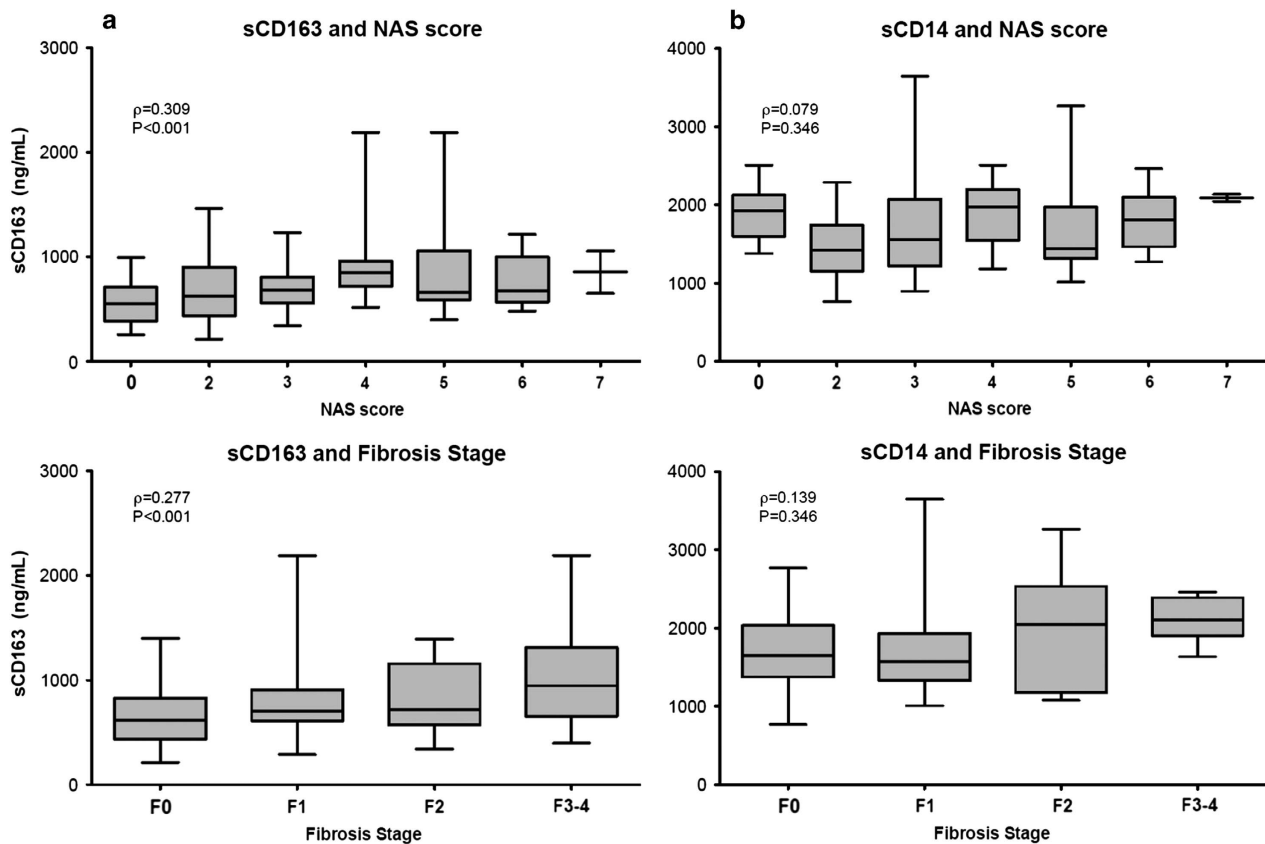 a
sCD163 and NAS score
3000
2000
1000
0
sCD163 (ng/mL)
ρ=0.309
P<0.001
0 2 3 4 5 6 7
NAS score
b
sCD14 and NAS score
4000
3000
2000
1000
0
ρ=0.079
P=0.346
0 2 3 4 5 6 7
NAS score
sCD163 and Fibrosis Stage
3000
2000
1000
0
sCD163 (ng/mL)
ρ=0.277
P<0.001
F0 F1 F2 F3-4
Fibrosis Stage
sCD14 and Fibrosis Stage
4000
3000
2000
1000
0
ρ=0.139
P=0.346
F0 F1 F2 F3-4
Fibrosis Stage